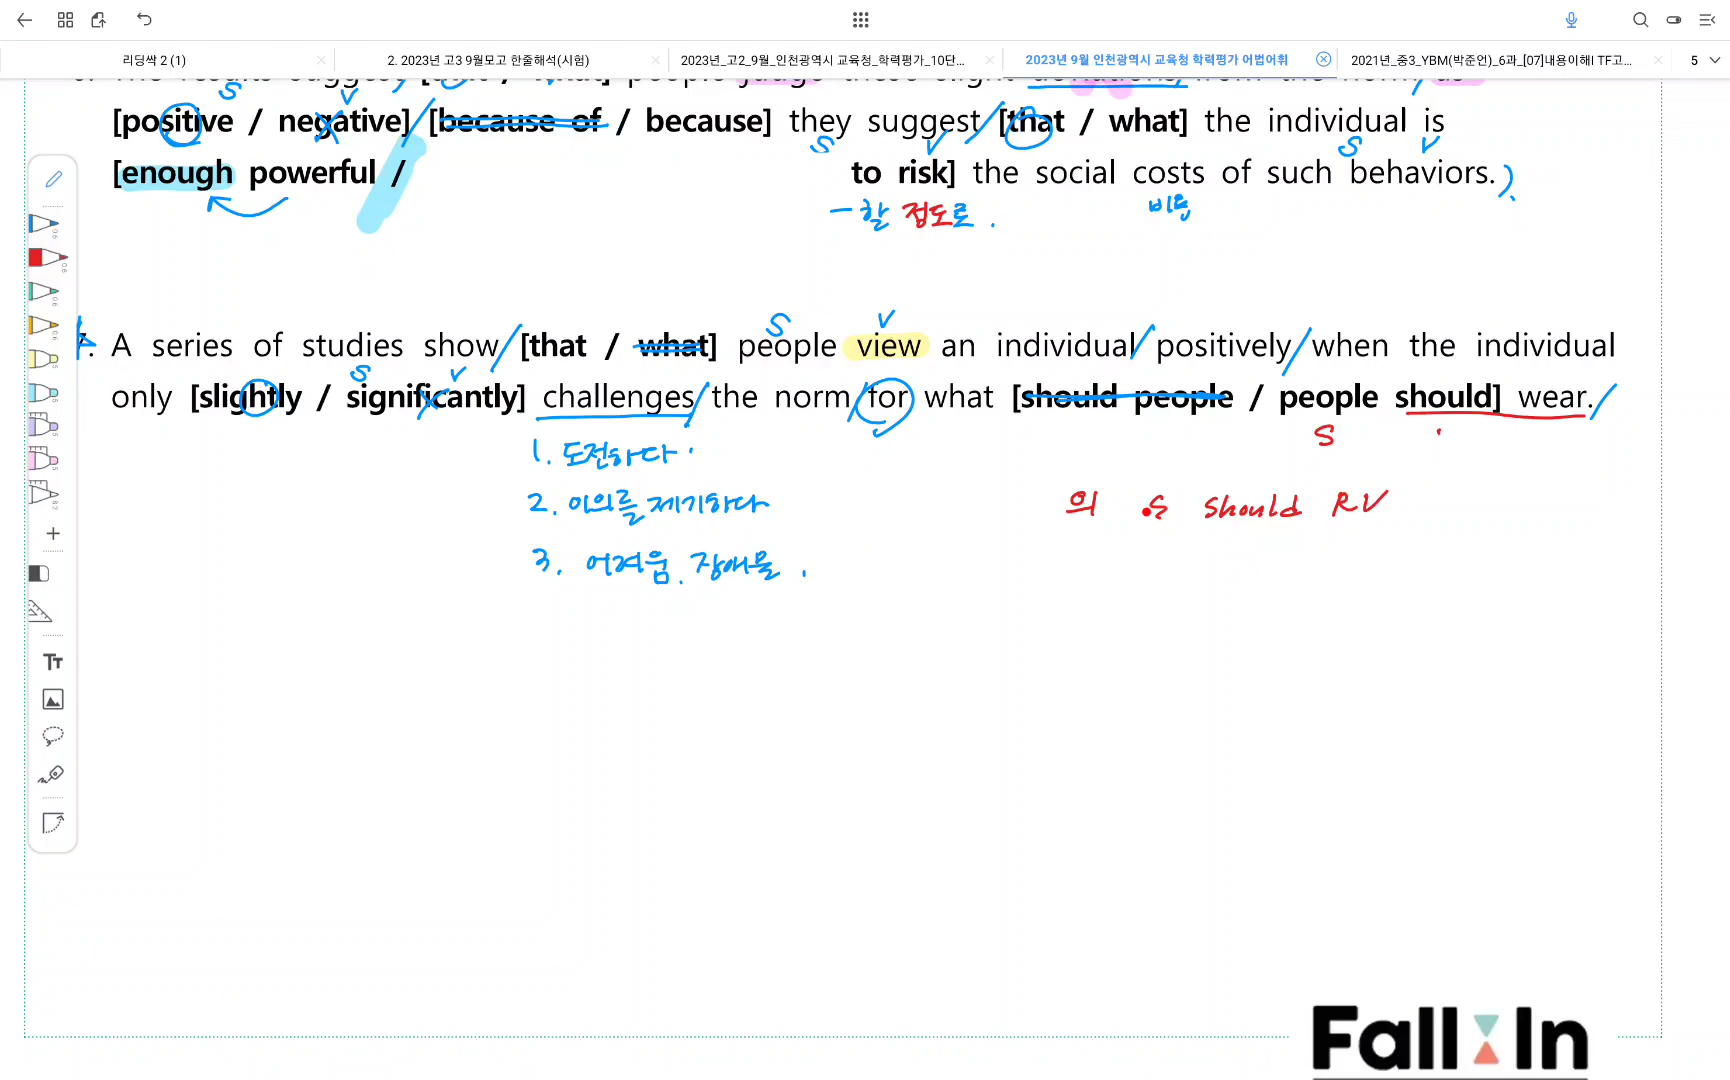 리딩싹 2 (1)
2. 2023년 고3 9월모고 한줄해석(시험)
2023년_고2_9월_인천광역시 교육청_학력평가_10단...
2023년 9월 인천광역시 교육청 학력평가 어법어휘
2021년_중3_YBM(박준언)_6과_[07]내용이해I TF고...
5
S V
[positive / negative] [because of / because] they suggest [that / what] the individual is
S V S V
[enough powerful / to risk] the social costs of such behaviors.
-할 정도로. 비용
S V
7. A series of studies show [that / what] people view an individual positively when the individual
S V
only [slightly / significantly] challenges the norm for what [should people / people should] wear.
S
1. 도전하다
2. 이의를 제기하다
의 S should RV
3. 어려움, 장애물.
Fall In